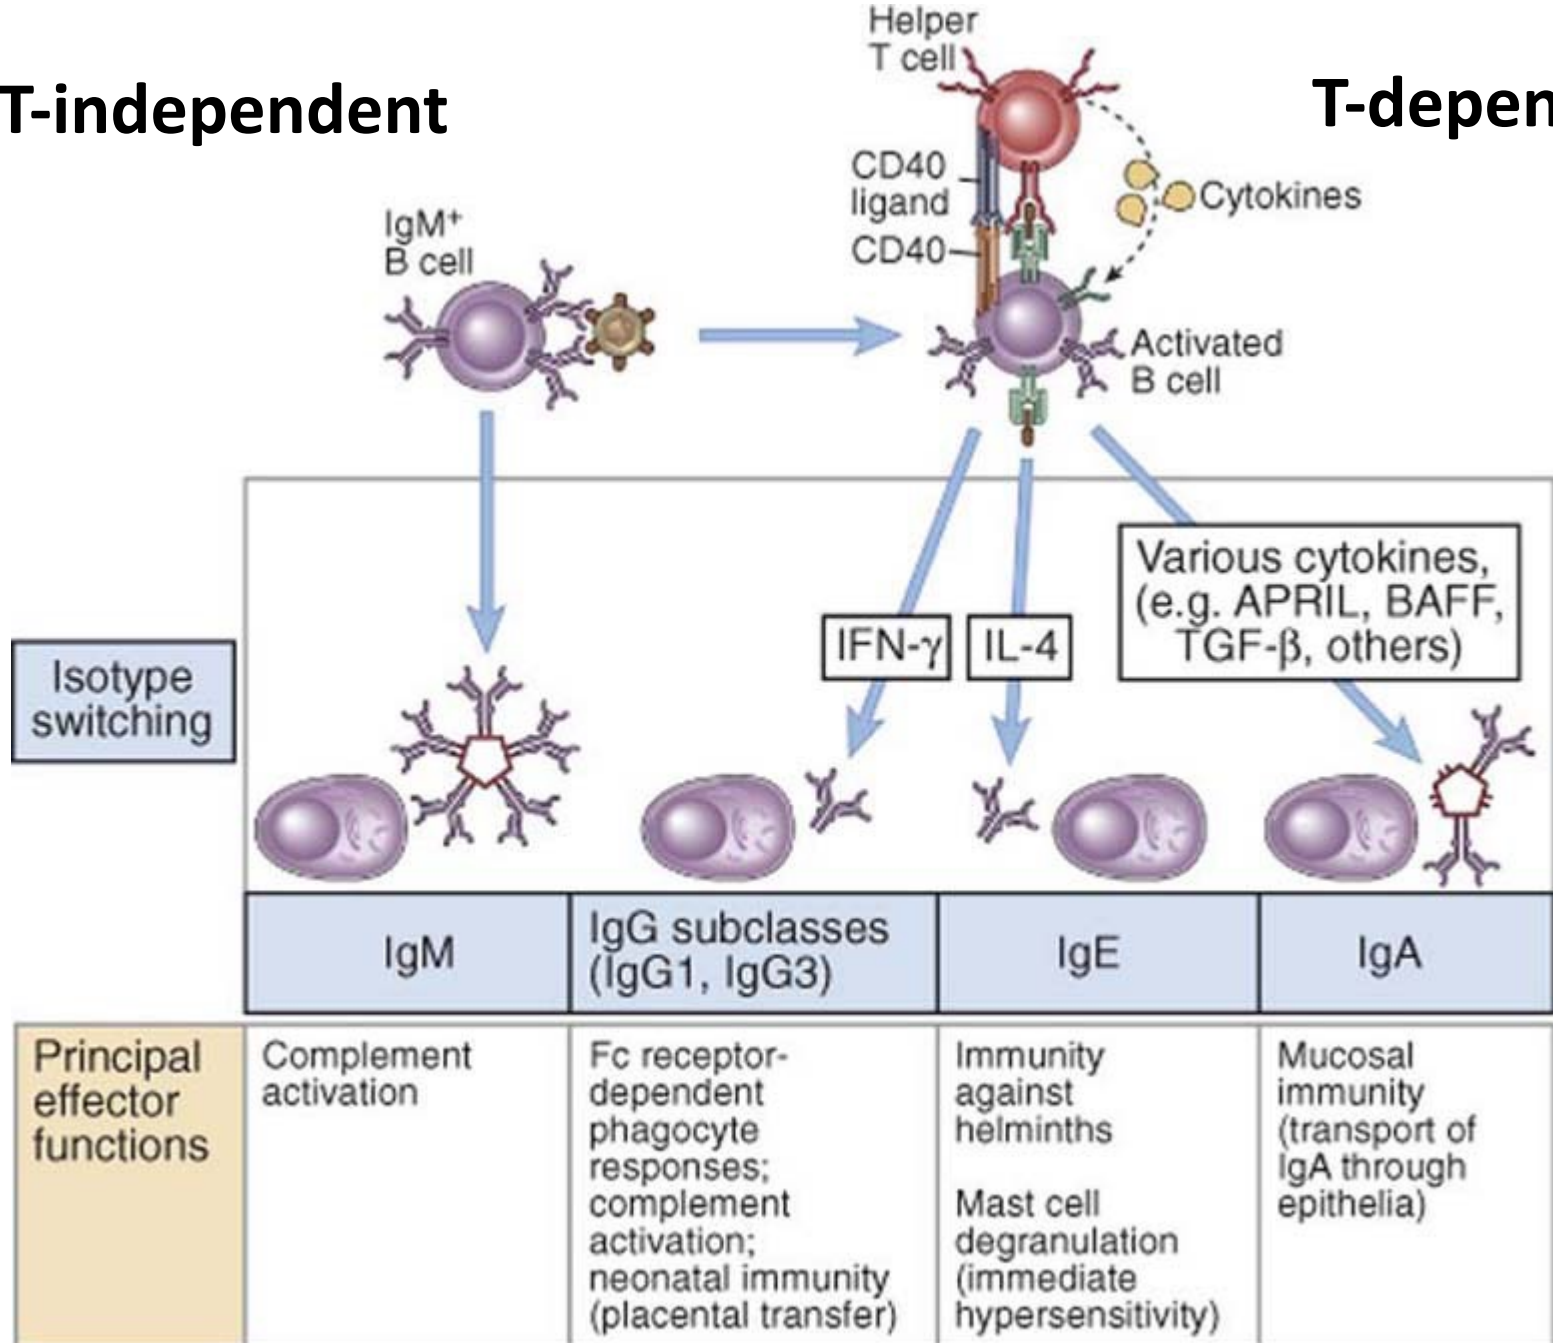 Helper
T cell
T-independent
T-depen
CD40
ligand
Cytokines
IgM+
B cell
CD40
Activated
B cell
Various cytokines,
(e.g. APRIL, BAFF,
TGF-β, others)
IFN-γ
IL-4
Isotype
switching
IgM
IgG subclasses
(IgG1, IgG3)
IgE
IgA
Principal
effector
functions
Complement
activation
Fc receptor-
dependent
phagocyte
responses;
complement
activation;
neonatal immunity
(placental transfer)
Immunity
against
helminths
Mast cell
degranulation
(immediate
hypersensitivity)
Mucosal
immunity
(transport of
IgA through
epithelia)